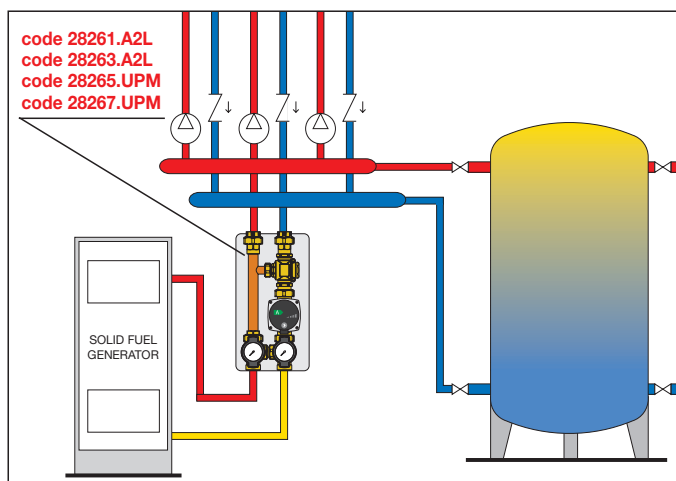 code 28261.A2L
code 28263.A2L
code 28265.UPM
code 28267.UPM
SOLID FUEL
GENERATOR
A